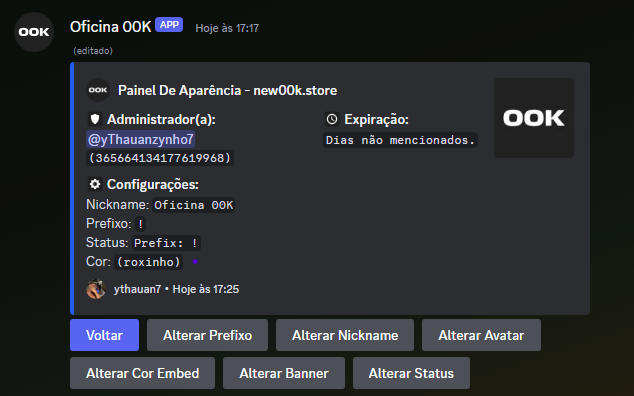 OOK
Oficina 00K APP Hoje às 17:17
(editado)
OOK Painel De Aparência - new00k.store
OOK
Administrador(a):
@yThauanzynho7
(365664134177619968)
Expiração:
Dias não mencionados.
Configurações:
Nickname: Oficina 00K
Prefixo: !
Status: Prefix: !
Cor: (roxinho)
ythauan7 • Hoje às 17:25
Voltar Alterar Prefixo Alterar Nickname Alterar Avatar
Alterar Cor Embed Alterar Banner Alterar Status